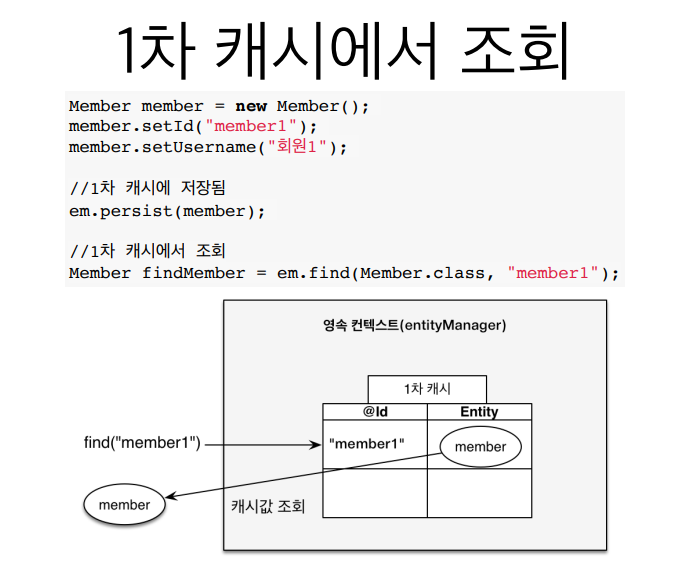 1차 캐시에서 조회
Member member = new Member();
member.setId("member1");
member.setUsername("회원1");
//1차 캐시에 저장됨
em.persist(member);
//1차 캐시에서 조회
Member findMember = em.find(Member.class, "member1");
영속 컨텍스트(entityManager)
1차 캐시
@Id Entity
find("member1") "member1" member
member 캐시값 조회